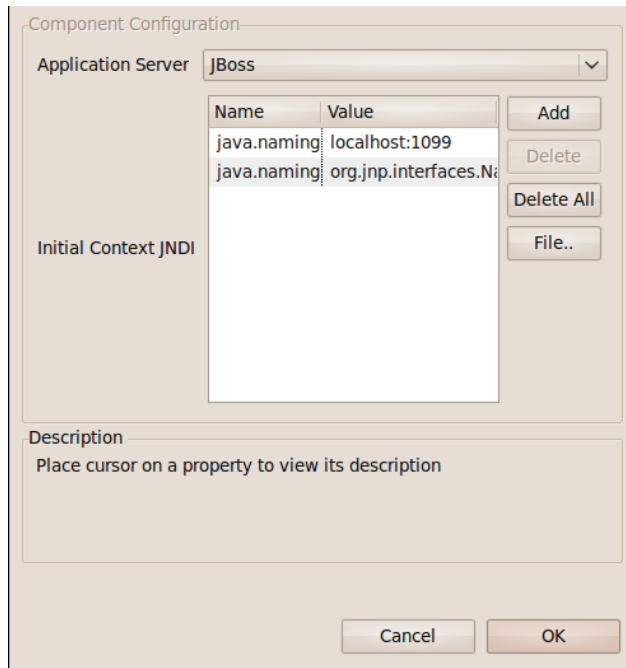 Component Configuration
Application Server JBoss
Name Value Add
java.naming localhost:1099
java.naming org.jnp.interfaces.Na
Delete
Delete All
Initial Context JNDI File..
Description
Place cursor on a property to view its description
Cancel OK